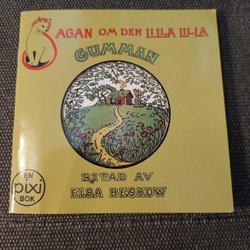 SAGAN OM DEN LILLA LILLA
GUMMAN
RITAD AV
ELSA BESKOW
EN
PIXI
BOK